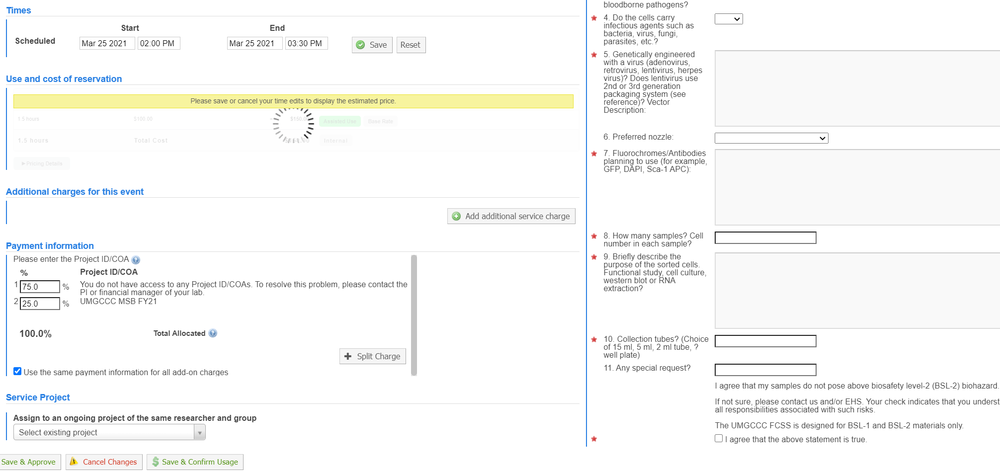 Times
Start
End
Scheduled
Mar 25 2021
02:00 PM
Mar 25 2021
03:30 PM
Save
Reset
Use and cost of reservation
Please save or cancel your time edits to display the estimated price.
1.5 hours
$100.00
=
Assisted Use
Base Rate
1.5 hours
Total Cost
Internal
▸Pricing Details
Additional charges for this event
Add additional service charge
Payment information
Please enter the Project ID/COA ?
%
Project ID/COA
1
75.0
%
You do not have access to any Project ID/COAs. To resolve this problem, please contact the
PI or financial manager of your lab.
2
25.0
%
UMGCCC MSB FY21
100.0%
Total Allocated ?
Split Charge
Use the same payment information for all add-on charges
Service Project
Assign to an ongoing project of the same researcher and group
Select existing project
Save & Approve
Cancel Changes
Save & Confirm Usage
bloodborne pathogens?
4. Do the cells carry
infectious agents such as
bacteria, virus, fungi,
parasites, etc.?
5. Genetically engineered
with a virus (adenovirus,
retrovirus, lentivirus, herpes
virus)? Does lentivirus use
2nd or 3rd generation
packaging system (see
reference)? Vector
Description:
6. Preferred nozzle:
7. Fluorochromes/Antibodies
planning to use (for example,
GFP, DAPI, Sca-1 APC):
8. How many samples? Cell
number in each sample?
9. Briefly describe the
purpose of the sorted cells.
Functional study, cell culture,
western blot or RNA
extraction?
10. Collection tubes? (Choice
of 15 ml, 5 ml, 2 ml tube, ?
well plate)
11. Any special request?
I agree that my samples do not pose above biosafety level-2 (BSL-2) biohazard.
If not sure, please contact us and/or EHS. Your check indicates that you underst
all responsibilities associated with such risks.
The UMGCCC FCSS is designed for BSL-1 and BSL-2 materials only.
I agree that the above statement is true.